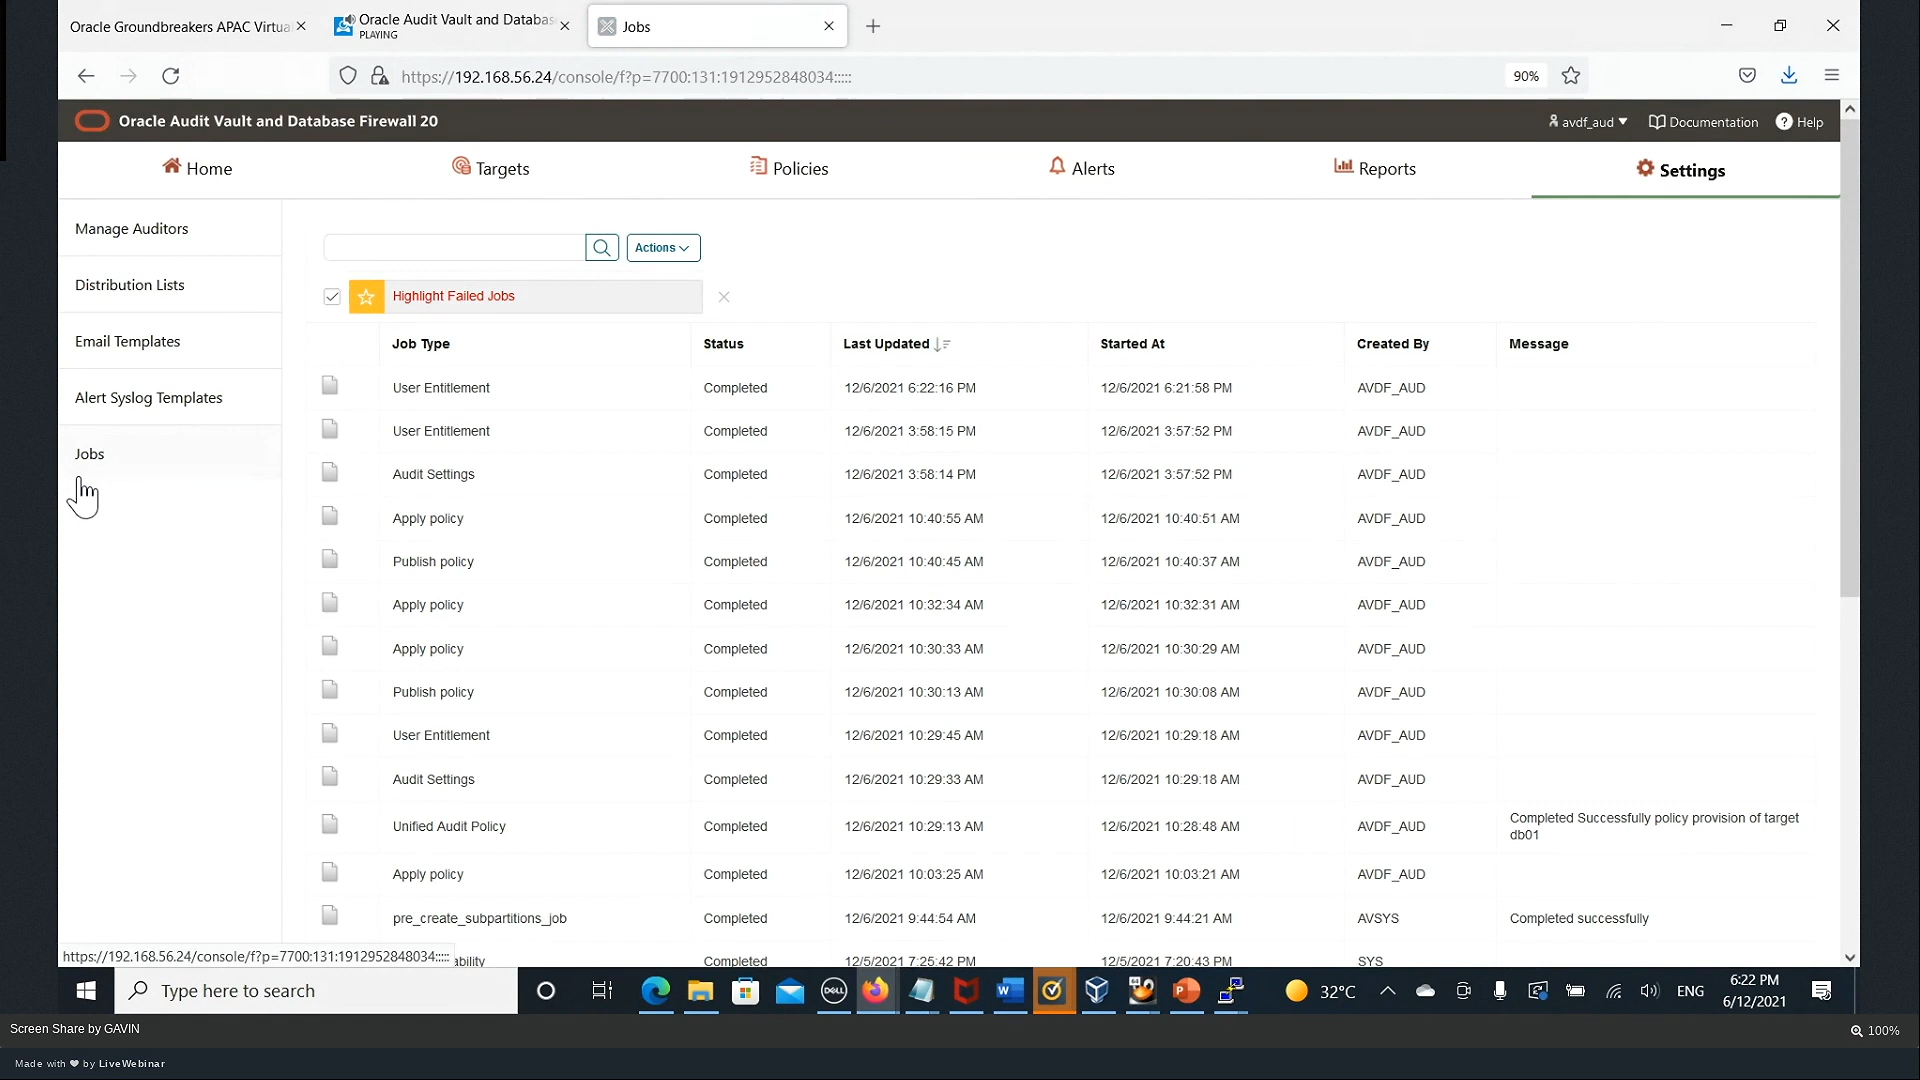 Oracle Groundbreakers APAC Virtua
Oracle Audit Vault and Databas
PLAYING
Jobs
https://192.168.56.24/console/f?p=7700:131:1912952848034:::::
90%
Oracle Audit Vault and Database Firewall 20
avdf_aud
Documentation
Help
Home
Targets
Policies
Alerts
Reports
Settings
Manage Auditors
Distribution Lists
Email Templates
Alert Syslog Templates
Jobs
Actions
Highlight Failed Jobs
Job Type Status Last Updated Started At Created By Message
User Entitlement Completed 12/6/2021 6:22:16 PM 12/6/2021 6:21:58 PM AVDF_AUD
User Entitlement Completed 12/6/2021 3:58:15 PM 12/6/2021 3:57:52 PM AVDF_AUD
Audit Settings Completed 12/6/2021 3:58:14 PM 12/6/2021 3:57:52 PM AVDF_AUD
Apply policy Completed 12/6/2021 10:40:55 AM 12/6/2021 10:40:51 AM AVDF_AUD
Publish policy Completed 12/6/2021 10:40:45 AM 12/6/2021 10:40:37 AM AVDF_AUD
Apply policy Completed 12/6/2021 10:32:34 AM 12/6/2021 10:32:31 AM AVDF_AUD
Apply policy Completed 12/6/2021 10:30:33 AM 12/6/2021 10:30:29 AM AVDF_AUD
Publish policy Completed 12/6/2021 10:30:13 AM 12/6/2021 10:30:08 AM AVDF_AUD
User Entitlement Completed 12/6/2021 10:29:45 AM 12/6/2021 10:29:18 AM AVDF_AUD
Audit Settings Completed 12/6/2021 10:29:33 AM 12/6/2021 10:29:18 AM AVDF_AUD
Unified Audit Policy Completed 12/6/2021 10:29:13 AM 12/6/2021 10:28:48 AM AVDF_AUD Completed Successfully policy provision of target
db01
Apply policy Completed 12/6/2021 10:03:25 AM 12/6/2021 10:03:21 AM AVDF_AUD
pre_create_subpartitions_job Completed 12/6/2021 9:44:54 AM 12/6/2021 9:44:21 AM AVSYS Completed successfully
ability Completed 12/5/2021 7:25:42 PM 12/5/2021 7:20:43 PM SYS
https://192.168.56.24/console/f?p=7700:131:1912952848034:::::
Type here to search
DELL
32°C
ENG
6:22 PM
6/12/2021
Screen Share by GAVIN
100%
Made with ❤ by LiveWebinar